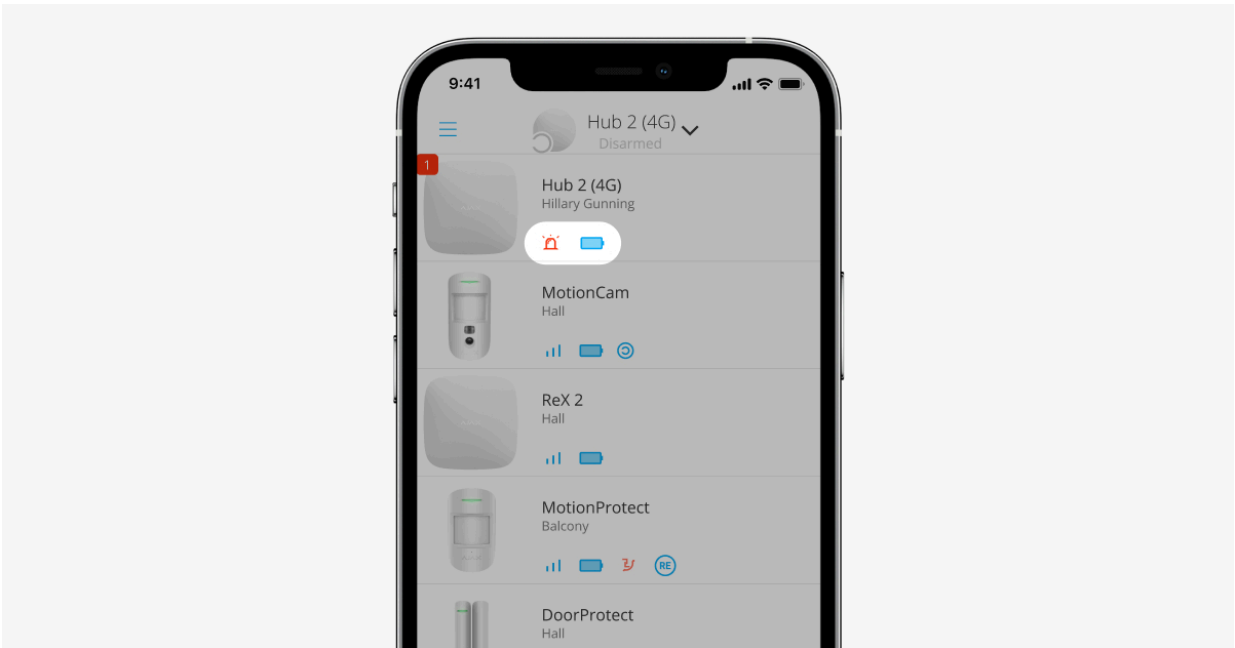 9:41
Hub 2 (4G)
Disarmed
1
Hub 2 (4G)
Hillary Gunning
MotionCam
Hall
ReX 2
Hall
MotionProtect
Balcony
RE
DoorProtect
Hall